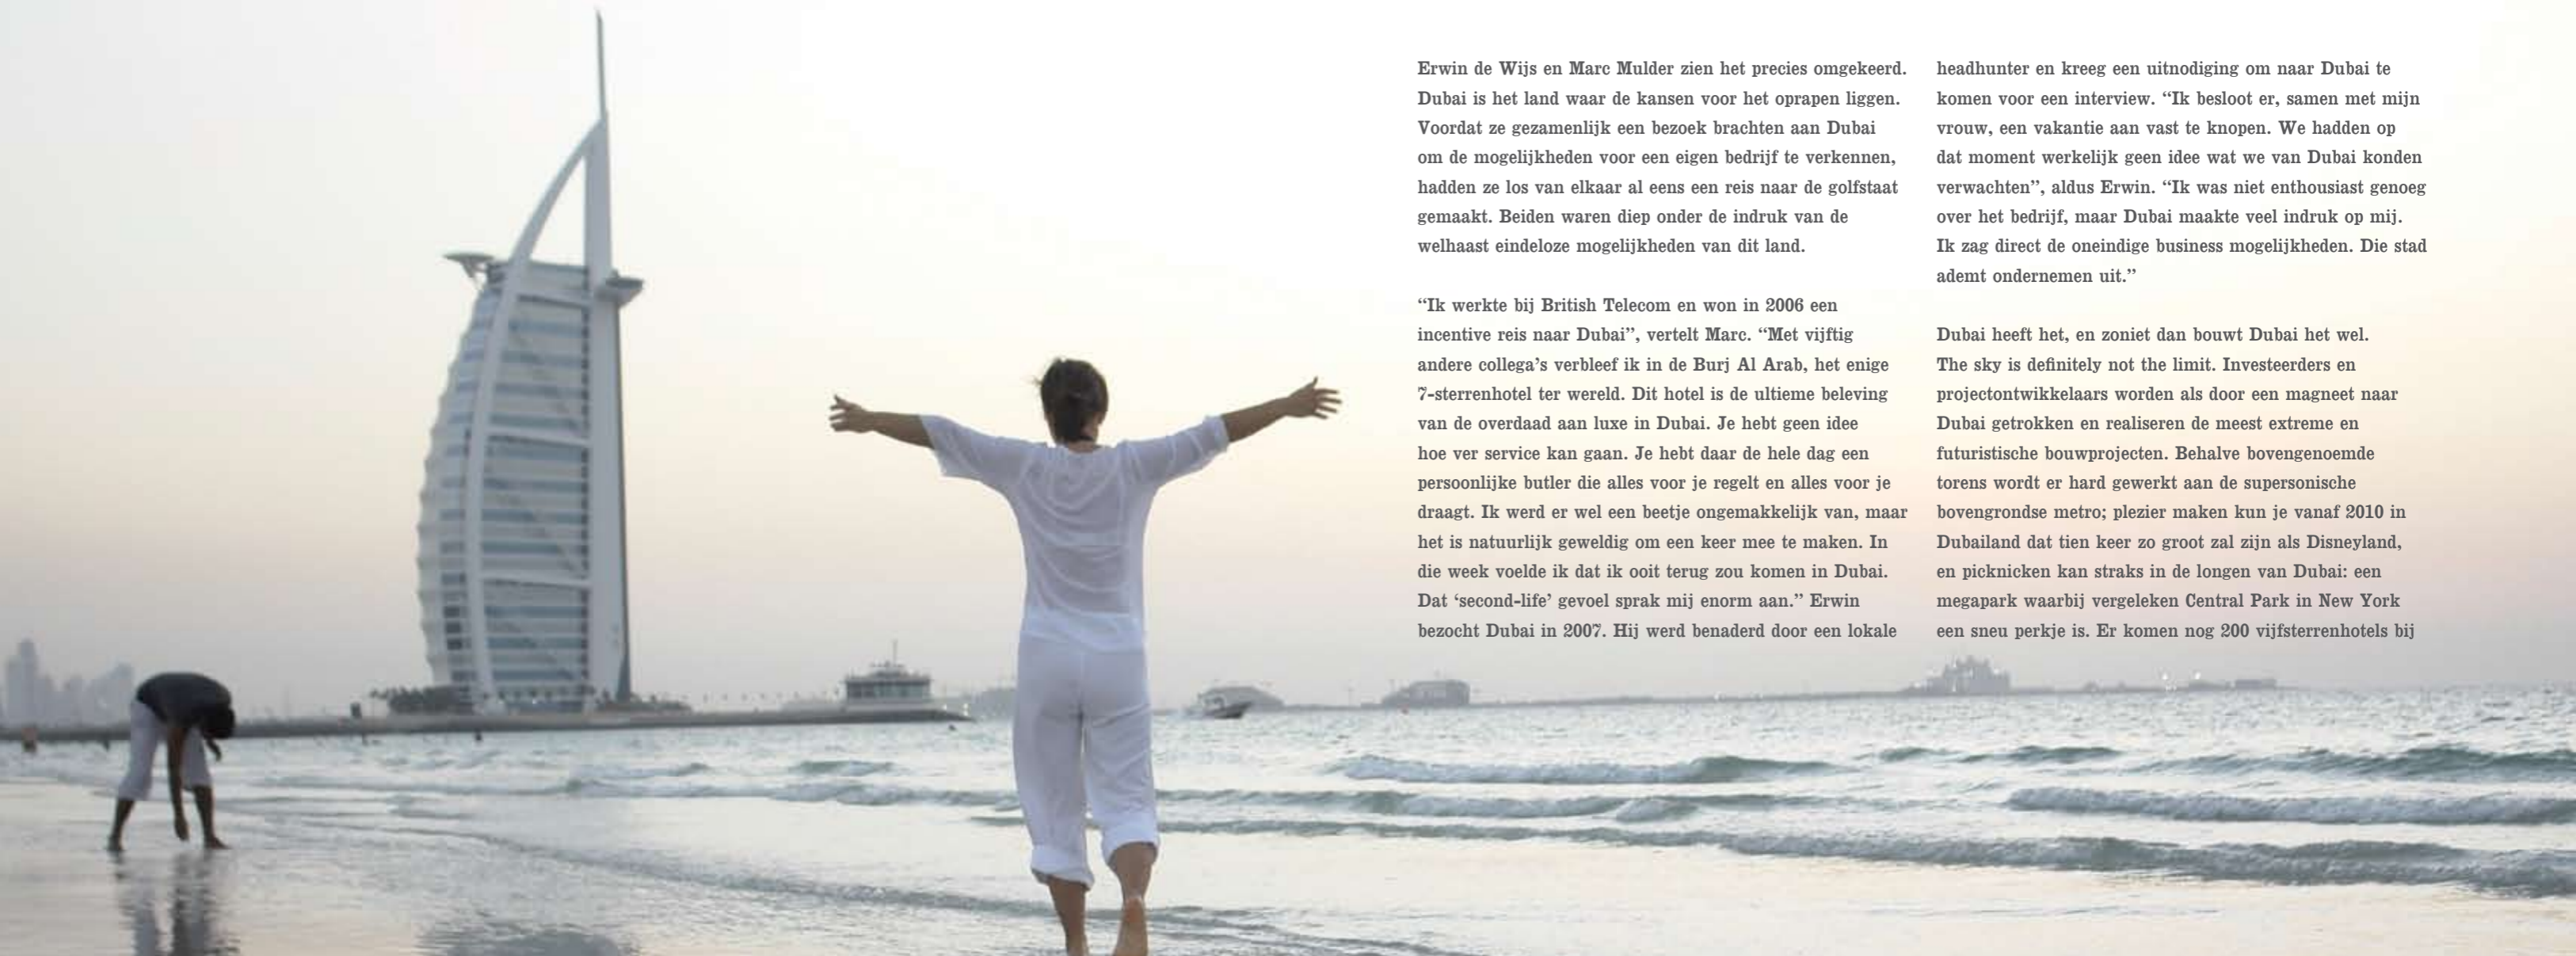 Erwin de Wijs en Marc Mulder zien het precies omgekeerd.
Dubai is het land waar de kansen voor het oprapen liggen.
Voordat ze gezamenlijk een bezoek brachten aan Dubai
om de mogelijkheden voor een eigen bedrijf te verkennen,
hadden ze los van elkaar al eens een reis naar de golfstaat
gemaakt. Beiden waren diep onder de indruk van de
welhaast eindeloze mogelijkheden van dit land.
“Ik werkte bij British Telecom en won in 2006 een
incentive reis naar Dubai”, vertelt Marc. “Met vijftig
andere collega’s verbleef ik in de Burj Al Arab, het enige
7-sterrenhotel ter wereld. Dit hotel is de ultieme beleving
van de overdaad aan luxe in Dubai. Je hebt geen idee
hoe ver service kan gaan. Je hebt daar de hele dag een
persoonlijke butler die alles voor je regelt en alles voor je
draagt. Ik werd er wel een beetje ongemakkelijk van, maar
het is natuurlijk geweldig om een keer mee te maken. In
die week voelde ik dat ik ooit terug zou komen in Dubai.
Dat ‘second-life’ gevoel sprak mij enorm aan.” Erwin
bezocht Dubai in 2007. Hij werd benaderd door een lokale
headhunter en kreeg een uitnodiging om naar Dubai te
komen voor een interview. “Ik besloot er, samen met mijn
vrouw, een vakantie aan vast te knopen. We hadden op
dat moment werkelijk geen idee wat we van Dubai konden
verwachten”, aldus Erwin. “Ik was niet enthousiast genoeg
over het bedrijf, maar Dubai maakte veel indruk op mij.
Ik zag direct de oneindige business mogelijkheden. Die stad
ademt ondernemen uit.”
Dubai heeft het, en zoniet dan bouwt Dubai het wel.
The sky is definitely not the limit. Investeerders en
projectontwikkelaars worden als door een magneet naar
Dubai getrokken en realiseren de meest extreme en
futuristische bouwprojecten. Behalve bovengenoemde
torens wordt er hard gewerkt aan de supersonische
bovengrondse metro; plezier maken kun je vanaf 2010 in
Dubailand dat tien keer zo groot zal zijn als Disneyland,
en picknicken kan straks in de longen van Dubai: een
megapark waarbij vergeleken Central Park in New York
een sneu perkje is. Er komen nog 200 vijfsterrenhotels bij